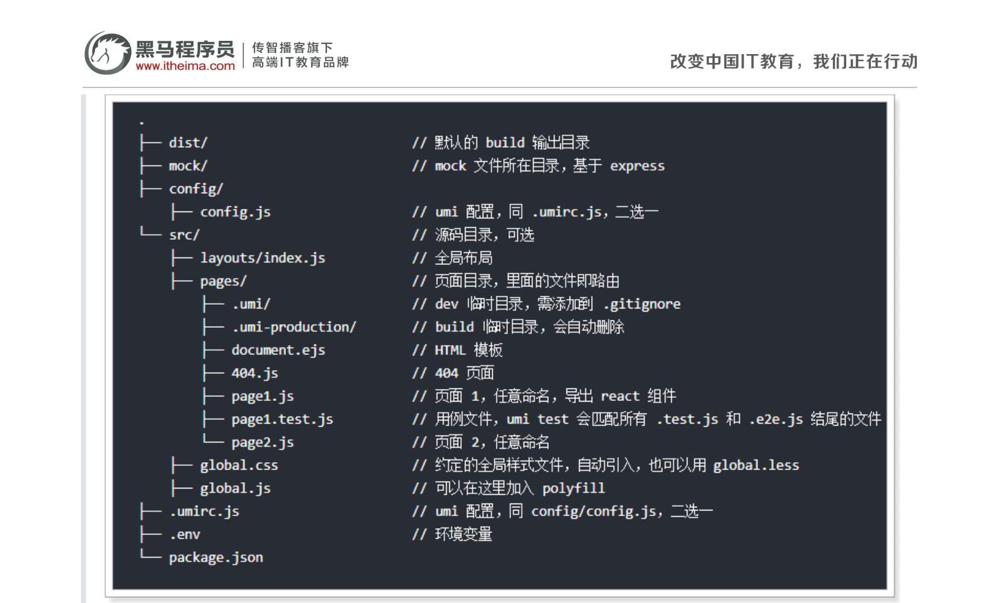 黑马程序员
www.itheima.com
传智播客旗下
高端IT教育品牌
改变中国IT教育，我们正在行动
.
├── dist/ // 默认的 build 输出目录
├── mock/ // mock 文件所在目录，基于 express
├── config/
├── config.js // umi 配置，同 .umirc.js，二选一
└── src/ // 源码目录，可选
├── layouts/index.js // 全局布局
├── pages/ // 页面目录，里面的文件即路由
├── .umi/ // dev 临时目录，需添加到 .gitignore
├── .umi-production/ // build 临时目录，会自动删除
├── document.ejs // HTML 模板
├── 404.js // 404 页面
├── page1.js // 页面 1，任意命名，导出 react 组件
├── page1.test.js // 用例文件，umi test 会匹配所有 .test.js 和 .e2e.js 结尾的文件
└── page2.js // 页面 2，任意命名
├── global.css // 约定的全局样式文件，自动引入，也可以用 global.less
├── global.js // 可以在这里加入 polyfill
├── .umirc.js // umi 配置，同 config/config.js，二选一
├── .env // 环境变量
└── package.json